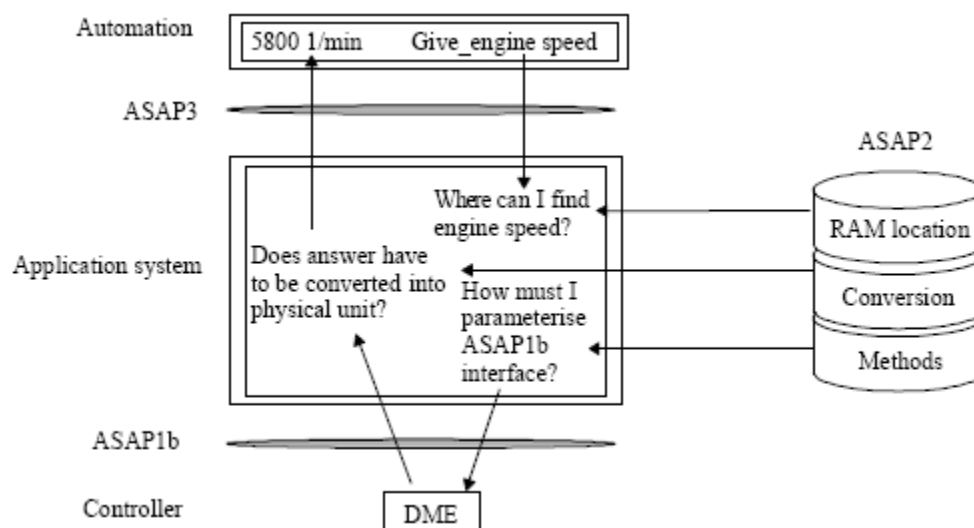 Automation
5800 1/min Give_engine speed
ASAP3
ASAP2
Where can I find
engine speed?
RAM location
Application system
Does answer have
to be converted into
physical unit?
How must I
parameterise
ASAP1b
interface?
Conversion
Methods
ASAP1b
Controller
DME